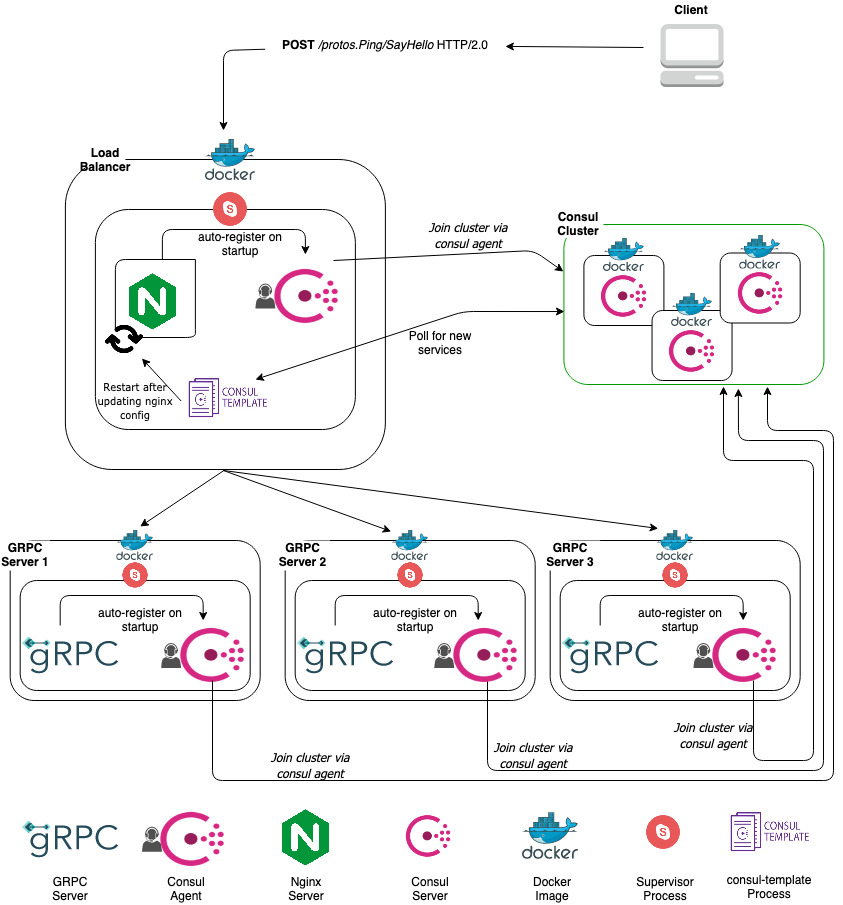 Client
POST /protos.Ping/SayHello HTTP/2.0
Load
Balancer
docker
auto-register on
startup
N
S
Join cluster via
consul agent
Consul
Cluster
docker
docker
docker
Poll for new
services
Restart after
updating nginx
config
CONSUL
TEMPLATE
GRPC
Server 1
docker
S
auto-register on
startup
gRPC
GRPC
Server 2
docker
S
auto-register on
startup
gRPC
GRPC
Server 3
docker
S
auto-register on
startup
gRPC
Join cluster via
consul agent
Join cluster via
consul agent
Join cluster via
consul agent
gRPC
N
docker
S
CONSUL
TEMPLATE
GRPC
Server
Consul
Agent
Nginx
Server
Consul
Server
Docker
Image
Supervisor
Process
consul-template
Process